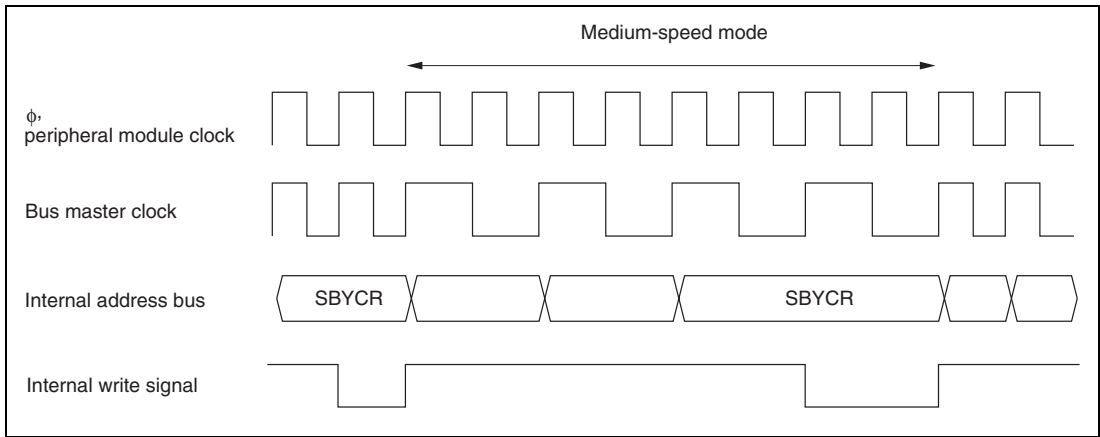 Medium-speed mode
ϕ,
peripheral module clock
Bus master clock
Internal address bus
SBYCR
SBYCR
Internal write signal